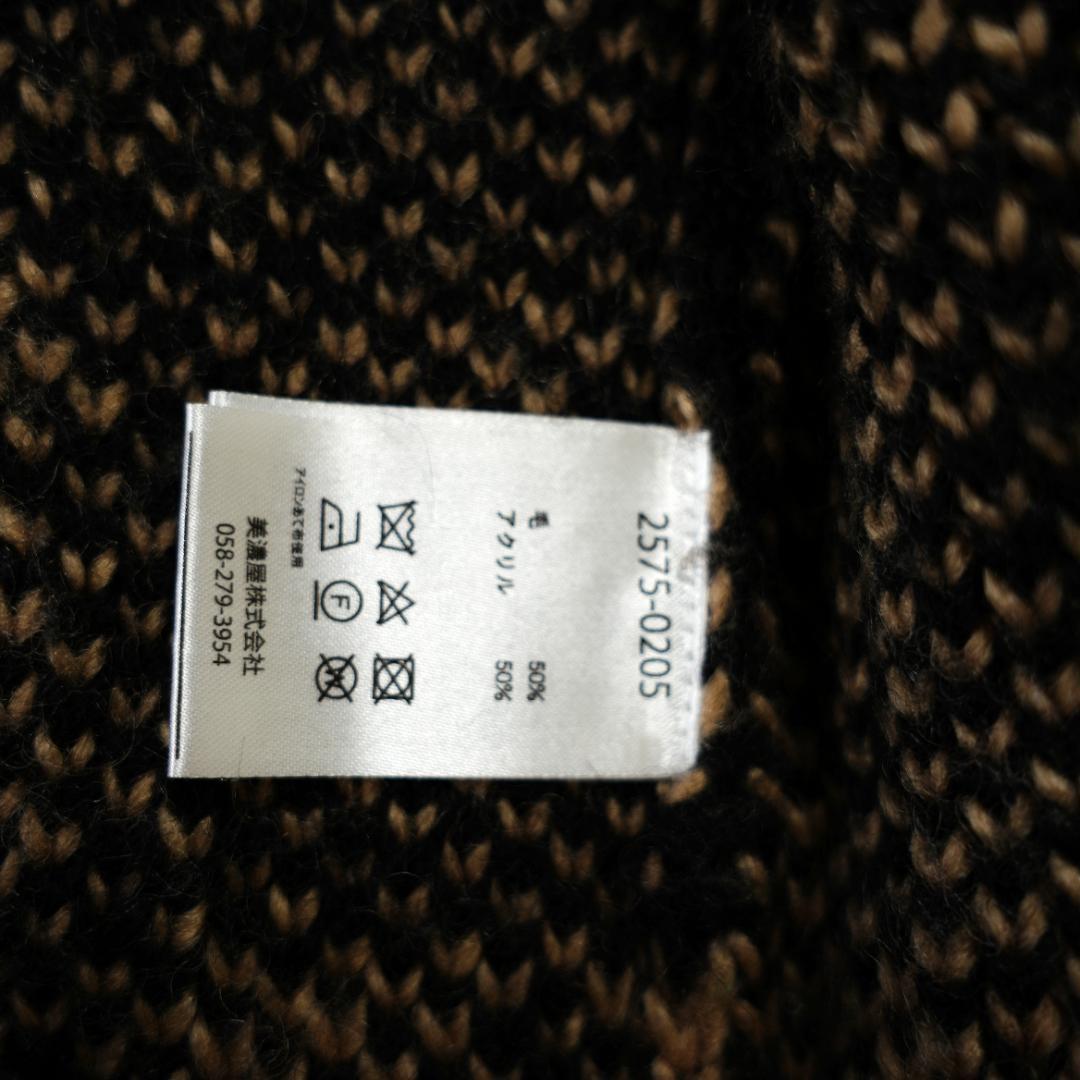 2575-0205
毛 50%
アクリル 50%
F
W
アイロンあて布使用
美濃屋株式会社
058-279-3954